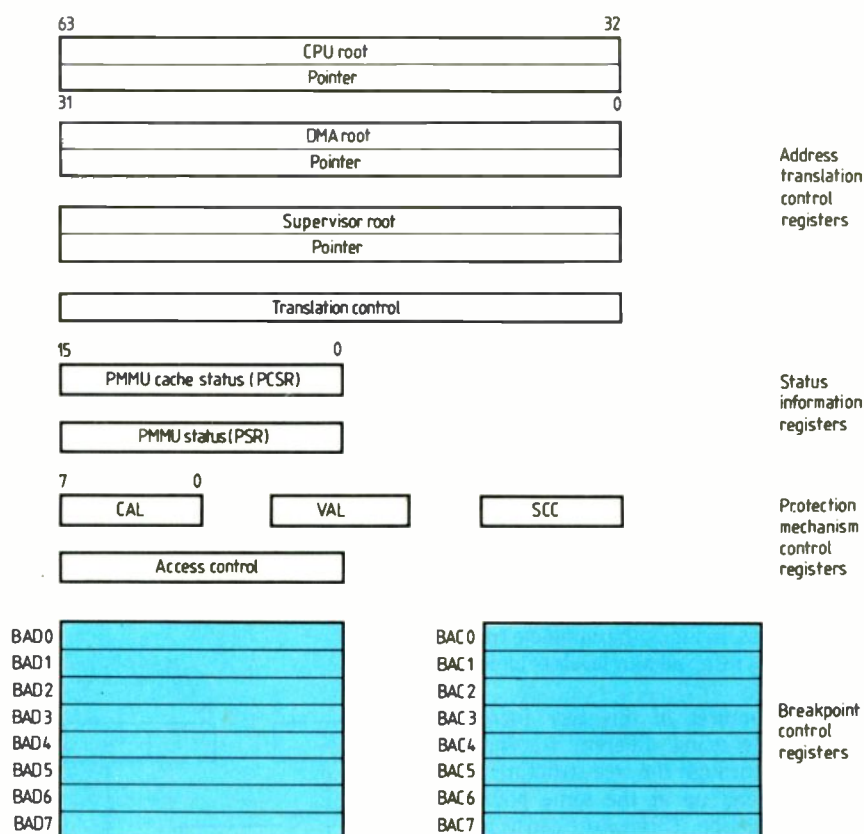 63 32
CPU root
Pointer
31 0
DMA root
Pointer
Address
translation
control
registers
Supervisor root
Pointer
Translation control
15 0
PMMU cache status (PCSR)
Status
information
registers
PMMU status (PSR)
7 0
CAL VAL SCC
Protection
mechanism
control
registers
Access control
BAD0 BAC0
BAD1 BAC1
BAD2 BAC2
BAD3 BAC3
BAD4 BAC4
BAD5 BAC5
BAD6 BAC6
BAD7 BAC7
Breakpoint
control
registers